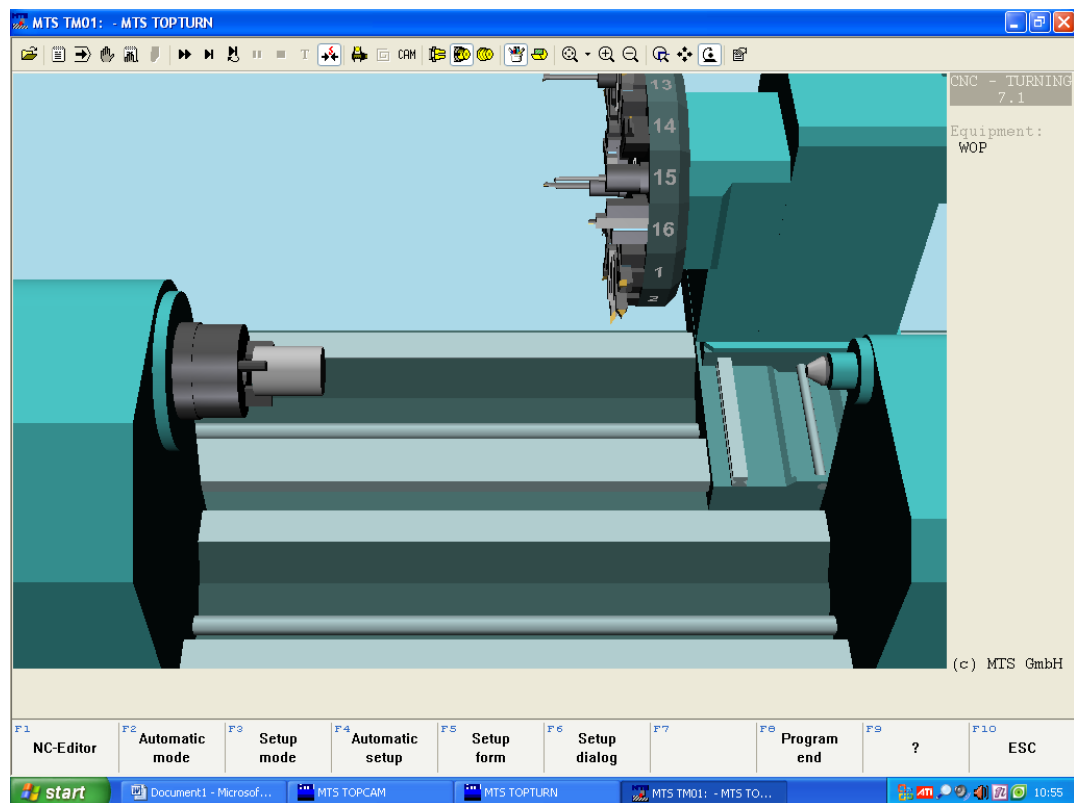 MTS TM01: - MTS TOPTURN
T
CAM
CNC - TURNING
7.1
Equipment:
WOP
13
14
15
16
1
2
(c) MTS GmbH
F1
NC-Editor
F2
Automatic
mode
F3
Setup
mode
F4
Automatic
setup
F5
Setup
form
F6
Setup
dialog
F7
F8
Program
end
F9
?
F10
ESC
start
Document1 - Microsof...
MTS TOPCAM
MTS TOPTURN
MTS TM01: - MTS TO...
ATI
10:55